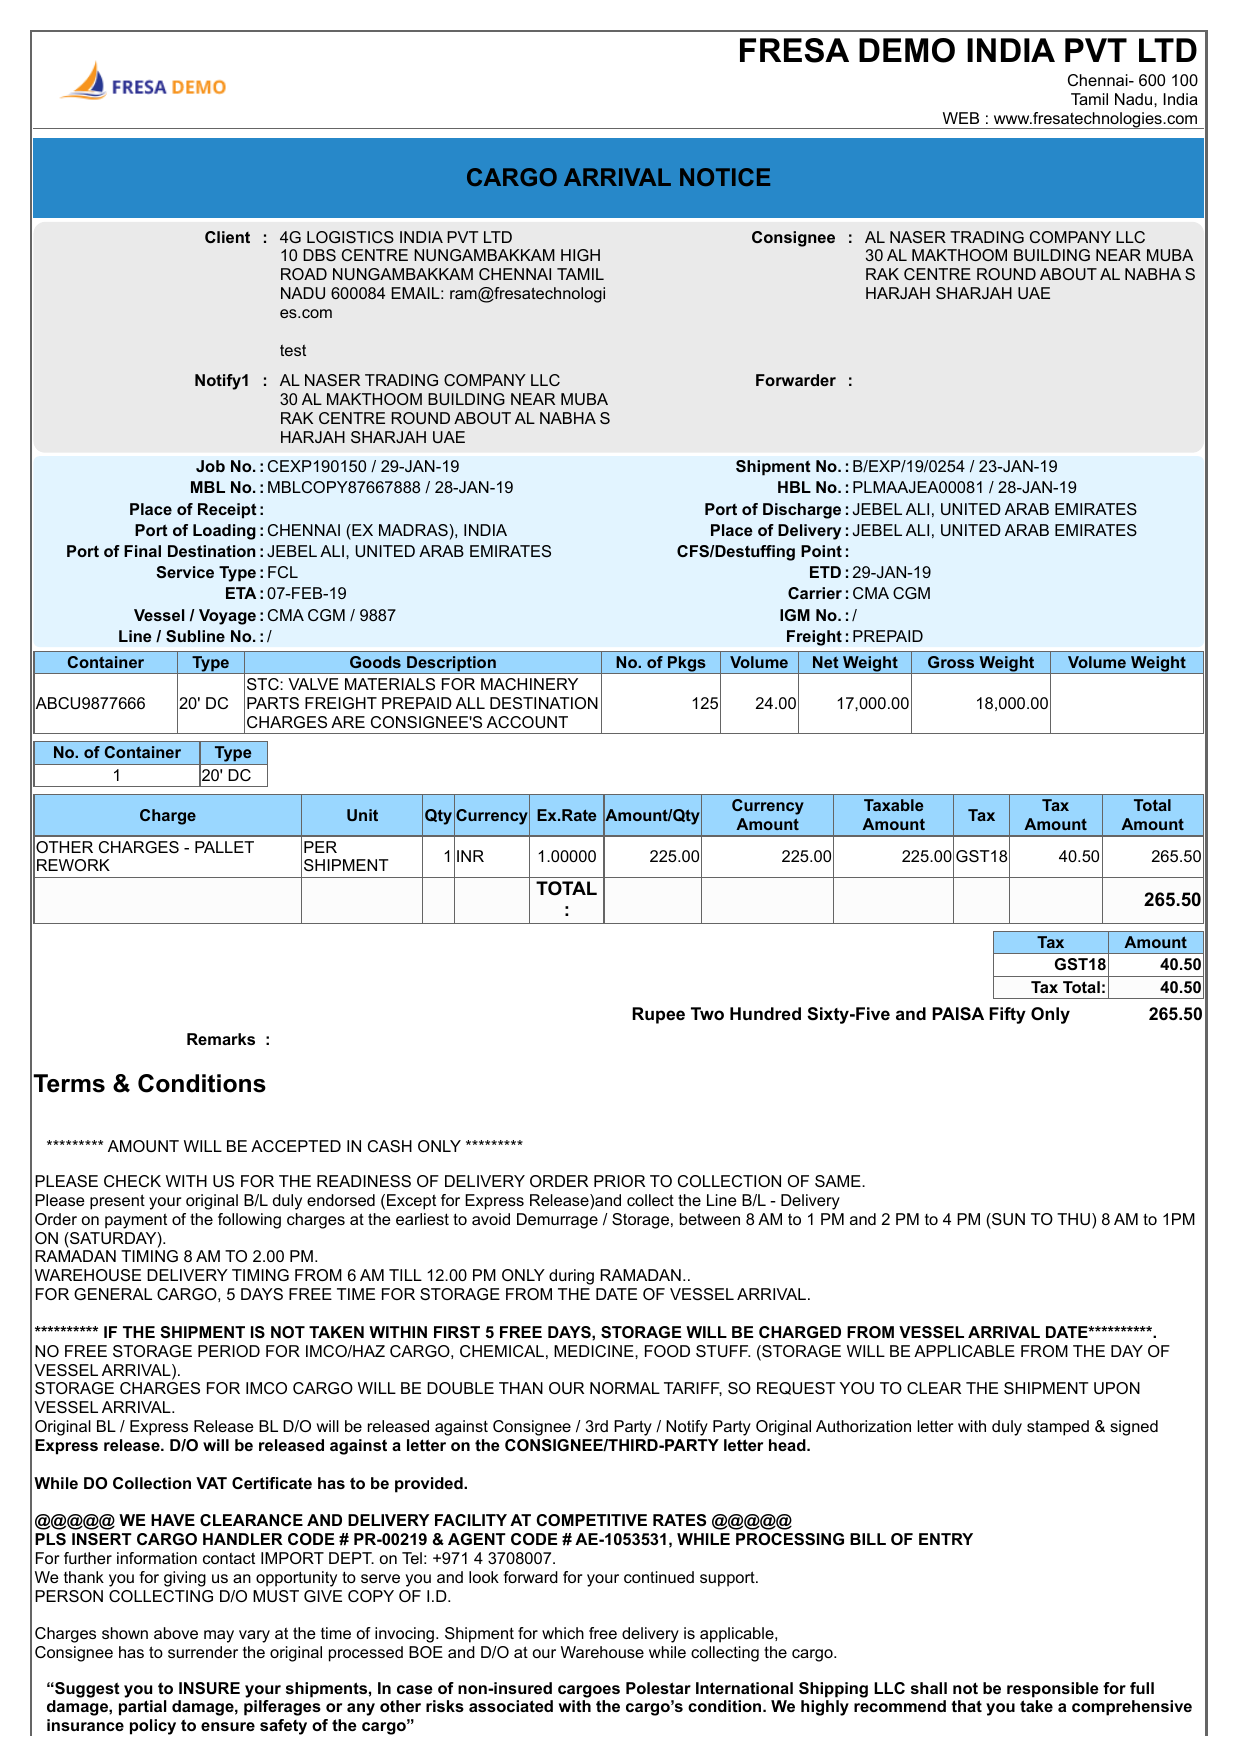 FRESA DEMO
FRESA DEMO INDIA PVT LTD
Chennai- 600 100
Tamil Nadu, India
WEB : www.fresatechnologies.com
CARGO ARRIVAL NOTICE
Client : 4G LOGISTICS INDIA PVT LTD
10 DBS CENTRE NUNGAMBAKKAM HIGH
ROAD NUNGAMBAKKAM CHENNAI TAMIL
NADU 600084 EMAIL: ram@fresatechnologi
es.com
test
Consignee : AL NASER TRADING COMPANY LLC
30 AL MAKTHOOM BUILDING NEAR MUBA
RAK CENTRE ROUND ABOUT AL NABHA S
HARJAH SHARJAH UAE
Notify1 : AL NASER TRADING COMPANY LLC
30 AL MAKTHOOM BUILDING NEAR MUBA
RAK CENTRE ROUND ABOUT AL NABHA S
HARJAH SHARJAH UAE
Forwarder :
Job No. : CEXP190150 / 29-JAN-19 Shipment No. : B/EXP/19/0254 / 23-JAN-19
MBL No. : MBLCOPY87667888 / 28-JAN-19 HBL No. : PLMAAJEA00081 / 28-JAN-19
Place of Receipt : Port of Discharge : JEBEL ALI, UNITED ARAB EMIRATES
Port of Loading : CHENNAI (EX MADRAS), INDIA Place of Delivery : JEBEL ALI, UNITED ARAB EMIRATES
Port of Final Destination : JEBEL ALI, UNITED ARAB EMIRATES CFS/Destuffing Point :
Service Type : FCL ETD : 29-JAN-19
ETA : 07-FEB-19 Carrier : CMA CGM
Vessel / Voyage : CMA CGM / 9887 IGM No. : /
Line / Subline No. : / Freight : PREPAID
Container Type Goods Description No. of Pkgs Volume Net Weight Gross Weight Volume Weight
ABCU9877666 20' DC STC: VALVE MATERIALS FOR MACHINERY
PARTS FREIGHT PREPAID ALL DESTINATION
CHARGES ARE CONSIGNEE'S ACCOUNT 125 24.00 17,000.00 18,000.00
No. of Container Type
1 20' DC
Charge Unit Qty Currency Ex.Rate Amount/Qty Currency Amount Taxable Amount Tax Tax Amount Total Amount
OTHER CHARGES - PALLET REWORK PER SHIPMENT 1 INR 1.00000 225.00 225.00 225.00 GST18 40.50 265.50
TOTAL : 265.50
Tax Amount
GST18 40.50
Tax Total: 40.50
Rupee Two Hundred Sixty-Five and PAISA Fifty Only 265.50
Remarks :
Terms & Conditions
********* AMOUNT WILL BE ACCEPTED IN CASH ONLY *********
PLEASE CHECK WITH US FOR THE READINESS OF DELIVERY ORDER PRIOR TO COLLECTION OF SAME.
Please present your original B/L duly endorsed (Except for Express Release)and collect the Line B/L - Delivery
Order on payment of the following charges at the earliest to avoid Demurrage / Storage, between 8 AM to 1 PM and 2 PM to 4 PM (SUN TO THU) 8 AM to 1PM
ON (SATURDAY).
RAMADAN TIMING 8 AM TO 2.00 PM.
WAREHOUSE DELIVERY TIMING FROM 6 AM TILL 12.00 PM ONLY during RAMADAN..
FOR GENERAL CARGO, 5 DAYS FREE TIME FOR STORAGE FROM THE DATE OF VESSEL ARRIVAL.
********** IF THE SHIPMENT IS NOT TAKEN WITHIN FIRST 5 FREE DAYS, STORAGE WILL BE CHARGED FROM VESSEL ARRIVAL DATE**********.
NO FREE STORAGE PERIOD FOR IMCO/HAZ CARGO, CHEMICAL, MEDICINE, FOOD STUFF. (STORAGE WILL BE APPLICABLE FROM THE DAY OF
VESSEL ARRIVAL).
STORAGE CHARGES FOR IMCO CARGO WILL BE DOUBLE THAN OUR NORMAL TARIFF, SO REQUEST YOU TO CLEAR THE SHIPMENT UPON
VESSEL ARRIVAL.
Original BL / Express Release BL D/O will be released against Consignee / 3rd Party / Notify Party Original Authorization letter with duly stamped & signed
Express release. D/O will be released against a letter on the CONSIGNEE/THIRD-PARTY letter head.
While DO Collection VAT Certificate has to be provided.
@@@@@ WE HAVE CLEARANCE AND DELIVERY FACILITY AT COMPETITIVE RATES @@@@@
PLS INSERT CARGO HANDLER CODE # PR-00219 & AGENT CODE # AE-1053531, WHILE PROCESSING BILL OF ENTRY
For further information contact IMPORT DEPT. on Tel: +971 4 3708007.
We thank you for giving us an opportunity to serve you and look forward for your continued support.
PERSON COLLECTING D/O MUST GIVE COPY OF I.D.
Charges shown above may vary at the time of invocing. Shipment for which free delivery is applicable,
Consignee has to surrender the original processed BOE and D/O at our Warehouse while collecting the cargo.
“Suggest you to INSURE your shipments, In case of non-insured cargoes Polestar International Shipping LLC shall not be responsible for full
damage, partial damage, pilferages or any other risks associated with the cargo’s condition. We highly recommend that you take a comprehensive
insurance policy to ensure safety of the cargo”